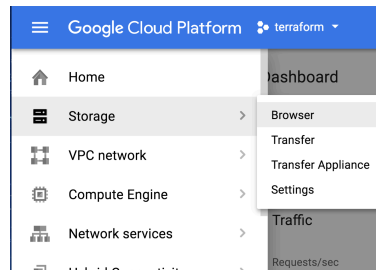 Google Cloud Platform
terraform
Home
Dashboard
Storage
Browser
Transfer
Transfer Appliance
Settings
VPC network
Compute Engine
Network services
Traffic
Requests/sec